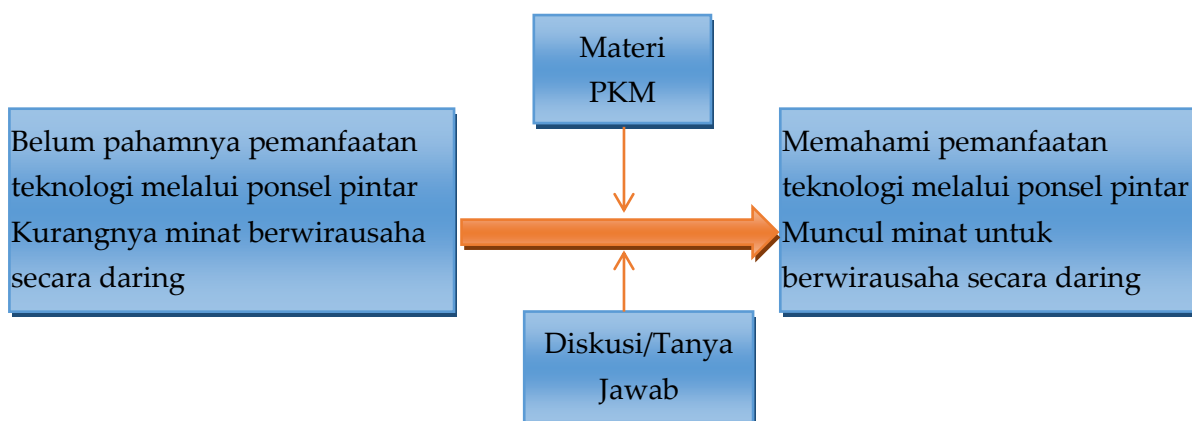 Materi
PKM
Belum pahamnya pemanfaatan
teknologi melalui ponsel pintar
Kurangnya minat berwirausaha
secara daring
Memahami pemanfaatan
teknologi melalui ponsel pintar
Muncul minat untuk
berwirausaha secara daring
Diskusi/Tanya
Jawab